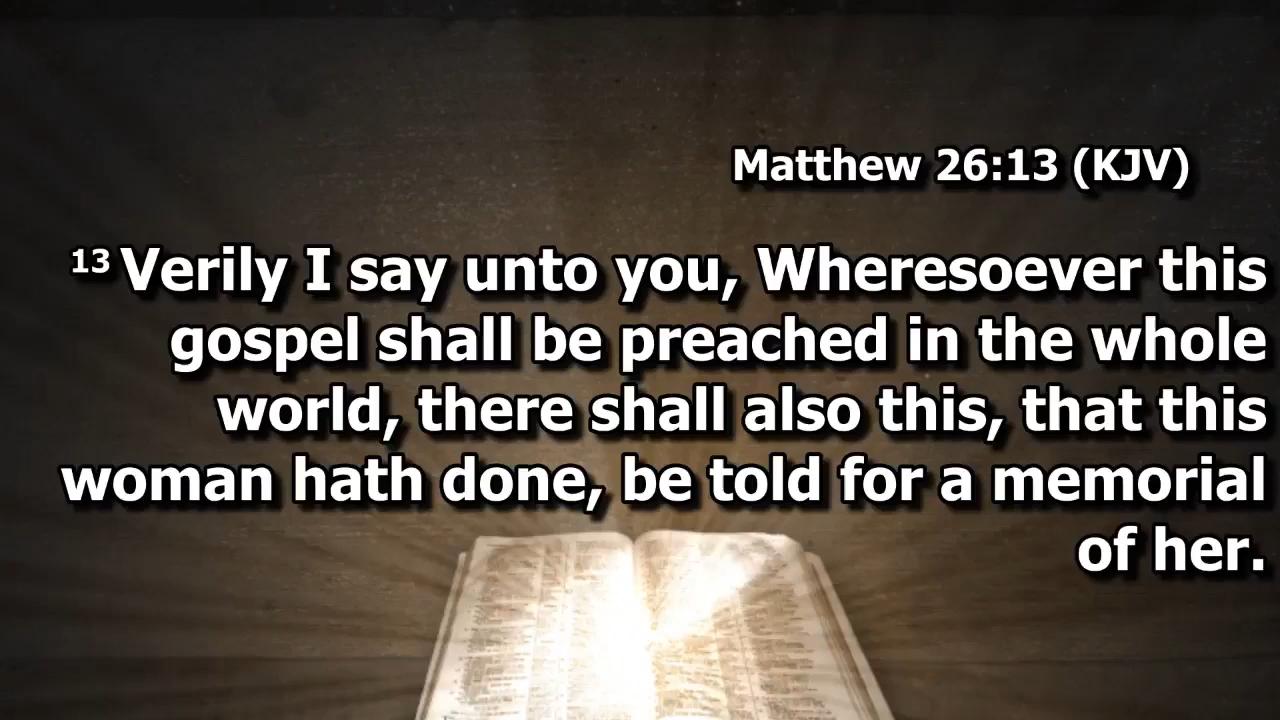 Matthew 26:13 (KJV)
13 Verily I say unto you, Wheresoever this
gospel shall be preached in the whole
world, there shall also this, that this
woman hath done, be told for a memorial
of her.